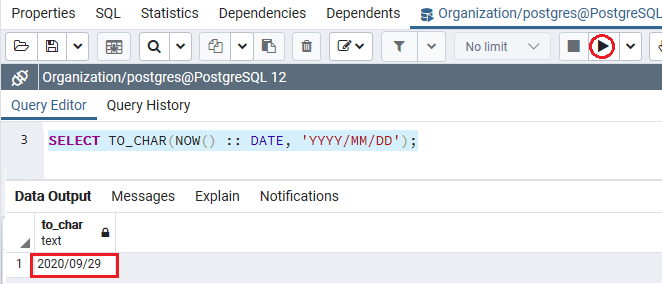 Properties SQL Statistics Dependencies Dependents Organization/postgres@PostgreSQL
No limit
Organization/postgres@PostgreSQL 12
Query Editor Query History
3 SELECT TO_CHAR(NOW() :: DATE, 'YYYY/MM/DD');
Data Output Messages Explain Notifications
to_char
text
1 2020/09/29